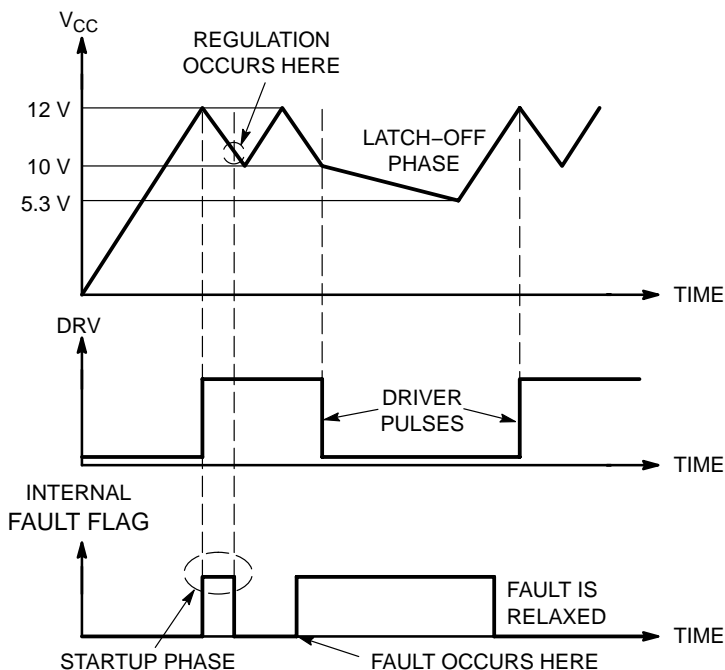 VCC
REGULATION
OCCURS HERE
12 V
LATCH–OFF
PHASE
10 V
5.3 V
TIME
DRV
DRIVER
PULSES
TIME
INTERNAL
FAULT FLAG
FAULT IS
RELAXED
TIME
STARTUP PHASE
FAULT OCCURS HERE